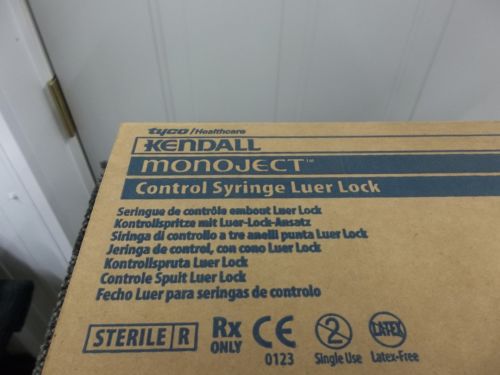 tyco / Healthcare
KENDALL
MONOJECT™
Control Syringe Luer Lock
Seringue de contrôle embout Luer Lock
Kontrollspritze mit Luer-Lock-Ansatz
Siringa di controllo a tre anelli punta Luer Lock
Jeringa de control, con cono Luer Lock
Kontrollspruta Luer Lock
Controle Spuit Luer Lock
Fecho Luer para seringas de controlo
STERILE R
Rx ONLY
CE 0123
2 Single Use
LATEX Latex-Free